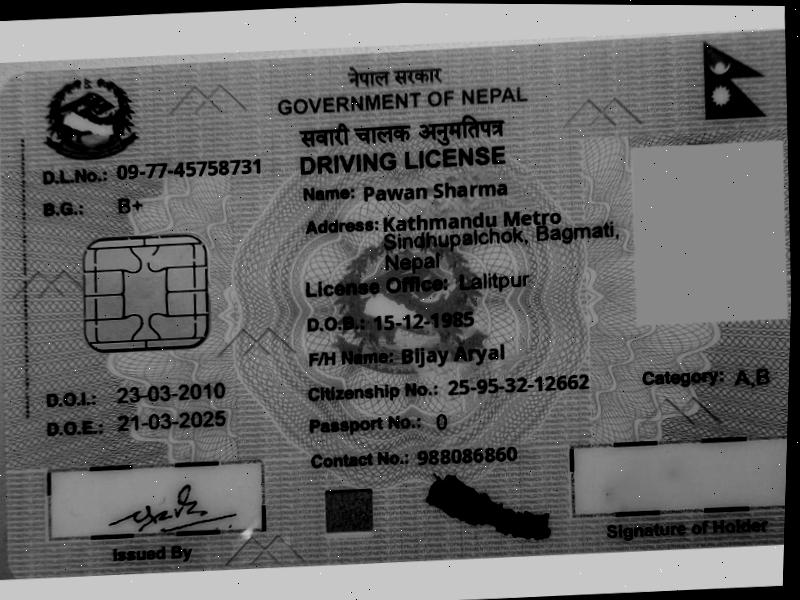 नेपाल सरकार
GOVERNMENT OF NEPAL
सवारी चालक अनुमतिपत्र
DRIVING LICENSE
D.L.No.: 09-77-45758731
B.G.: B+
Name: Pawan Sharma
Address: Kathmandu Metro
Sindhupalchok, Bagmati,
Nepal
License Office: Lalitpur
D.O.B.: 15-12-1985
F/H Name: Bijay Aryal
Citizenship No.: 25-95-32-12662
Category: A,B
D.O.I.: 23-03-2010
Passport No.: 0
D.O.E.: 21-03-2025
Contact No.: 988086860
Issued By
Signature of Holder